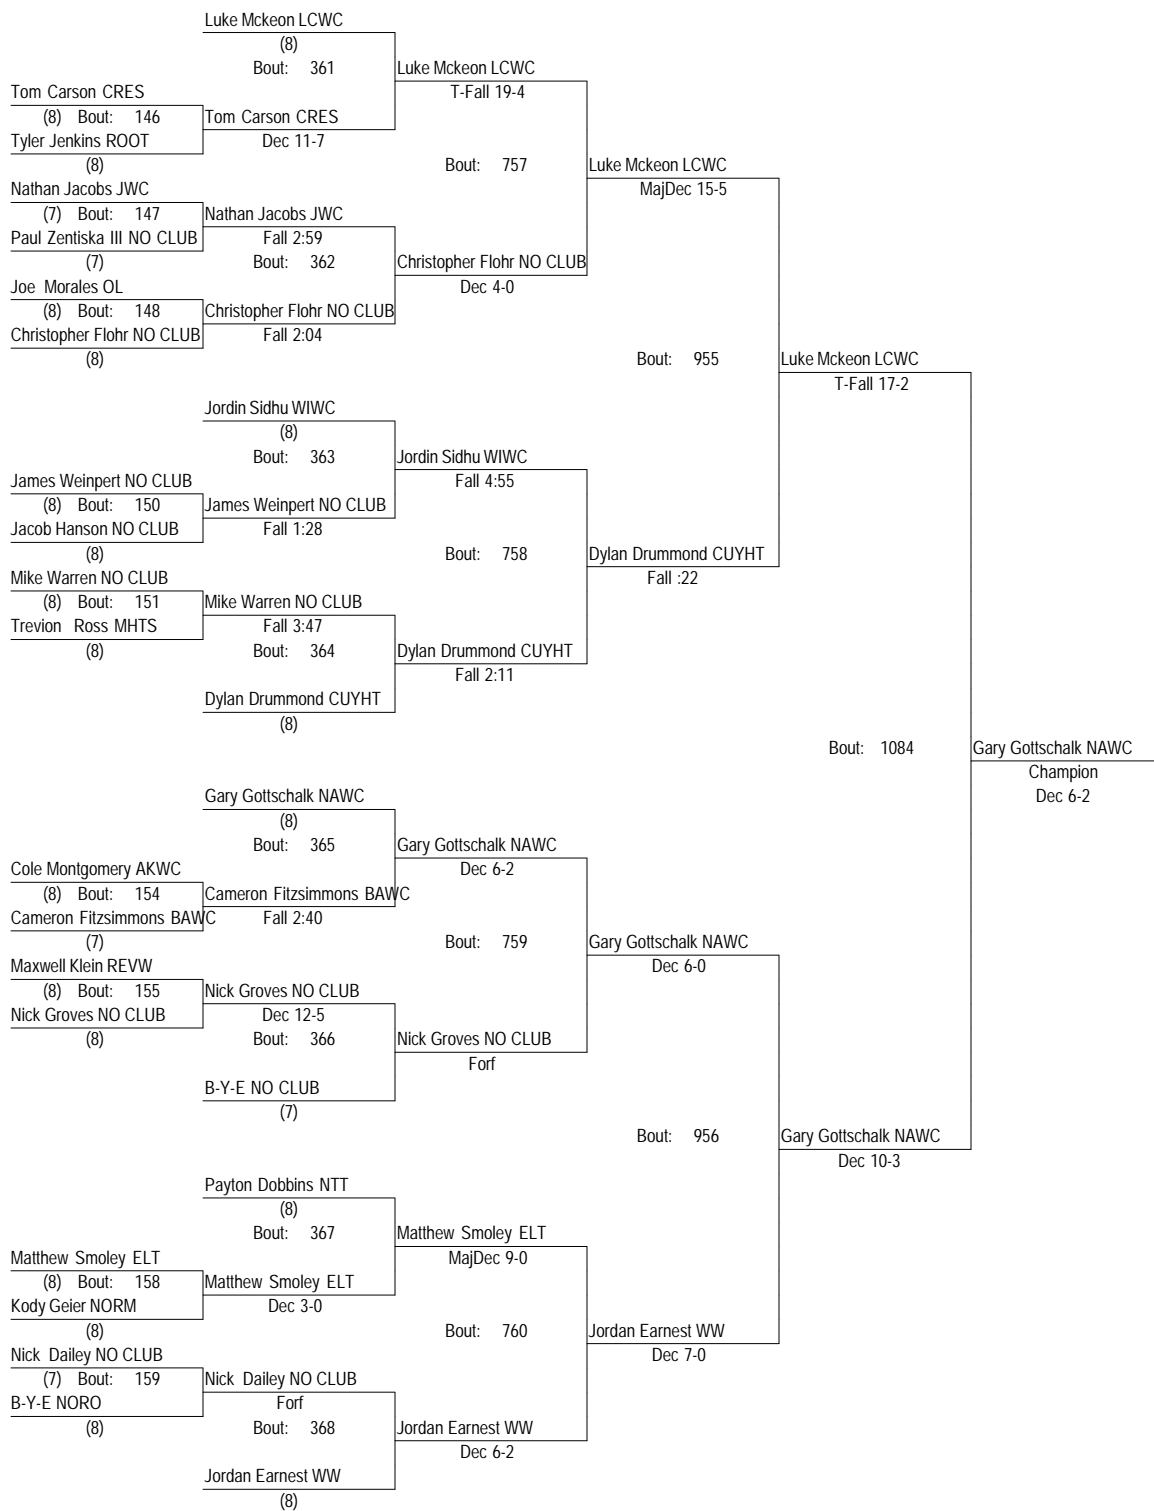 Luke Mckeon LCWC
(8)
Bout: 361
Luke Mckeon LCWC
T-Fall 19-4
Tom Carson CRES
(8) Bout: 146
Tom Carson CRES
Dec 11-7
Tyler Jenkins ROOT
(8)
Bout: 757
Luke Mckeon LCWC
MajDec 15-5
Nathan Jacobs JWC
(7) Bout: 147
Nathan Jacobs JWC
Fall 2:59
Paul Zentiska III NO CLUB
(7)
Bout: 362
Christopher Flohr NO CLUB
Dec 4-0
Joe Morales OL
(8) Bout: 148
Christopher Flohr NO CLUB
Fall 2:04
Christopher Flohr NO CLUB
(8)
Bout: 955
Luke Mckeon LCWC
T-Fall 17-2
Jordin Sidhu WIWC
(8)
Bout: 363
Jordin Sidhu WIWC
Fall 4:55
James Weinpert NO CLUB
(8) Bout: 150
James Weinpert NO CLUB
Fall 1:28
Jacob Hanson NO CLUB
(8)
Bout: 758
Dylan Drummond CUYHT
Fall :22
Mike Warren NO CLUB
(8) Bout: 151
Mike Warren NO CLUB
Fall 3:47
Trevion Ross MHTS
(8)
Bout: 364
Dylan Drummond CUYHT
Fall 2:11
Dylan Drummond CUYHT
(8)
Bout: 1084
Gary Gottschalk NAWC
Champion
Dec 6-2
Gary Gottschalk NAWC
(8)
Bout: 365
Gary Gottschalk NAWC
Dec 6-2
Cole Montgomery AKWC
(8) Bout: 154
Cameron Fitzsimmons BAWC
Fall 2:40
Cameron Fitzsimmons BAWC
(7)
Bout: 759
Gary Gottschalk NAWC
Dec 6-0
Maxwell Klein REVW
(8) Bout: 155
Nick Groves NO CLUB
Dec 12-5
Nick Groves NO CLUB
(8)
Bout: 366
Nick Groves NO CLUB
Forf
B-Y-E NO CLUB
(7)
Bout: 956
Gary Gottschalk NAWC
Dec 10-3
Payton Dobbins NTT
(8)
Bout: 367
Matthew Smoley ELT
MajDec 9-0
Matthew Smoley ELT
(8) Bout: 158
Matthew Smoley ELT
Dec 3-0
Kody Geier NORM
(8)
Bout: 760
Jordan Earnest WW
Dec 7-0
Nick Dailey NO CLUB
(7) Bout: 159
Nick Dailey NO CLUB
Forf
B-Y-E NORO
(8)
Bout: 368
Jordan Earnest WW
Dec 6-2
Jordan Earnest WW
(8)